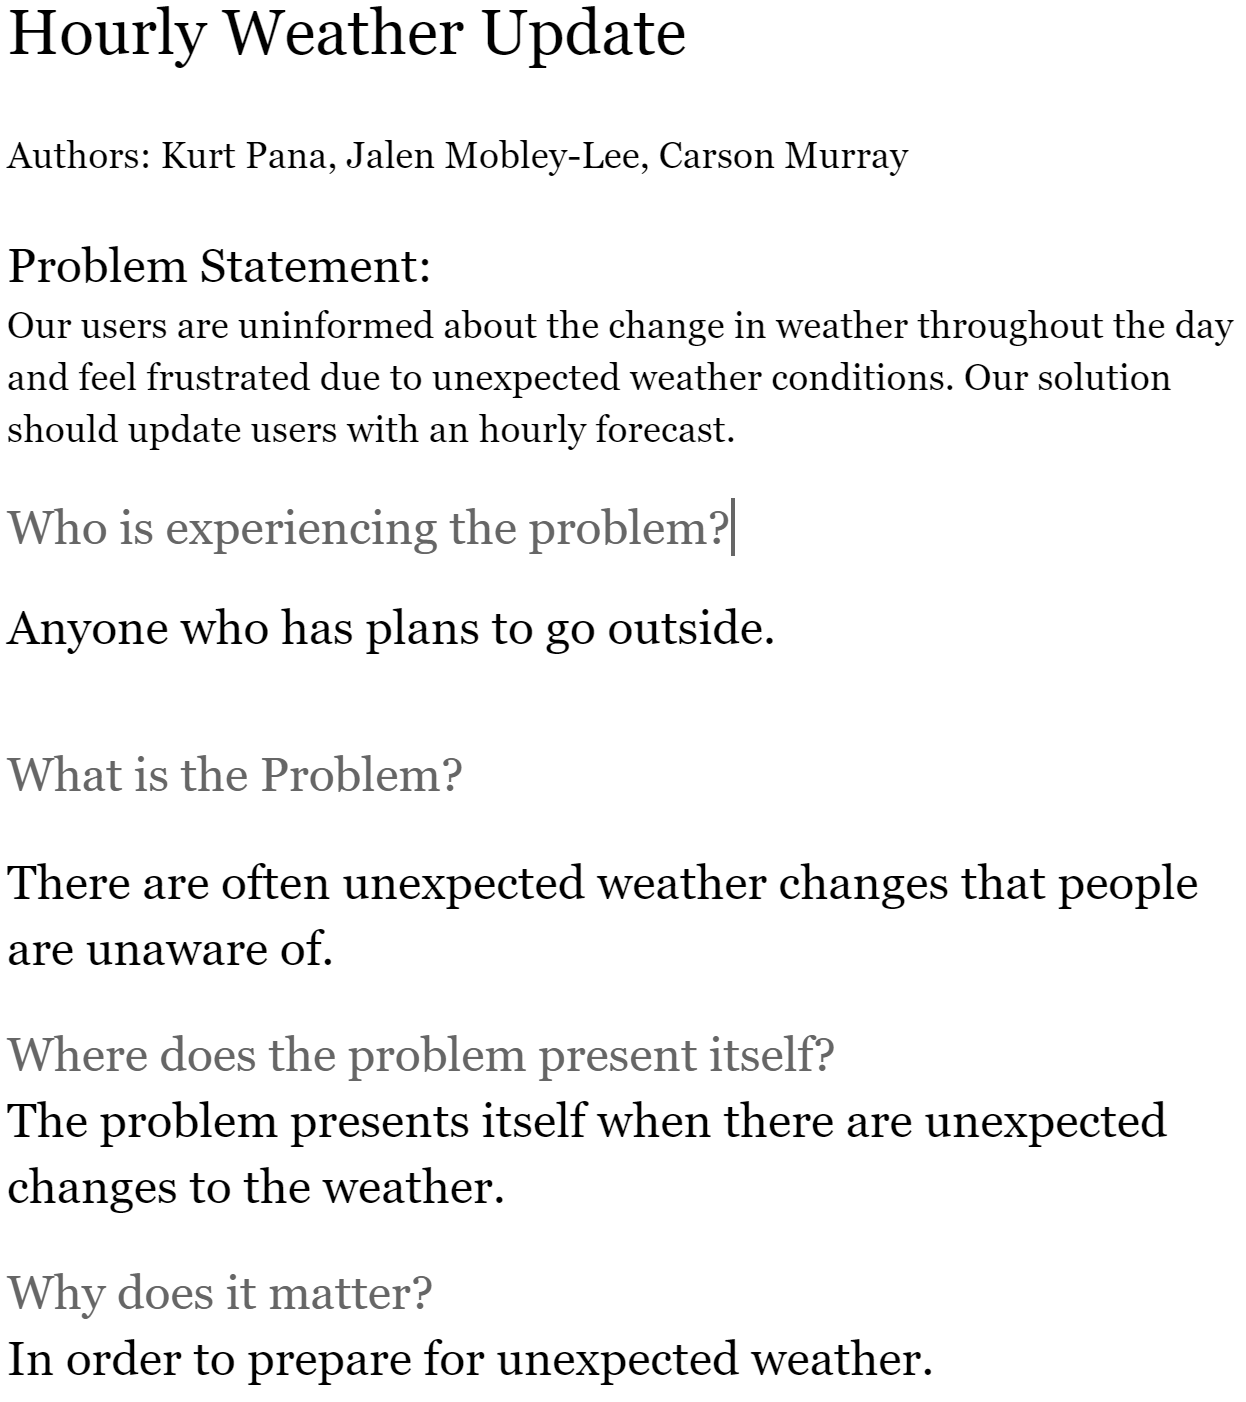 Hourly Weather Update
Authors: Kurt Pana, Jalen Mobley-Lee, Carson Murray
Problem Statement:
Our users are uninformed about the change in weather throughout the day
and feel frustrated due to unexpected weather conditions. Our solution
should update users with an hourly forecast.
Who is experiencing the problem?
Anyone who has plans to go outside.
What is the Problem?
There are often unexpected weather changes that people
are unaware of.
Where does the problem present itself?
The problem presents itself when there are unexpected
changes to the weather.
Why does it matter?
In order to prepare for unexpected weather.